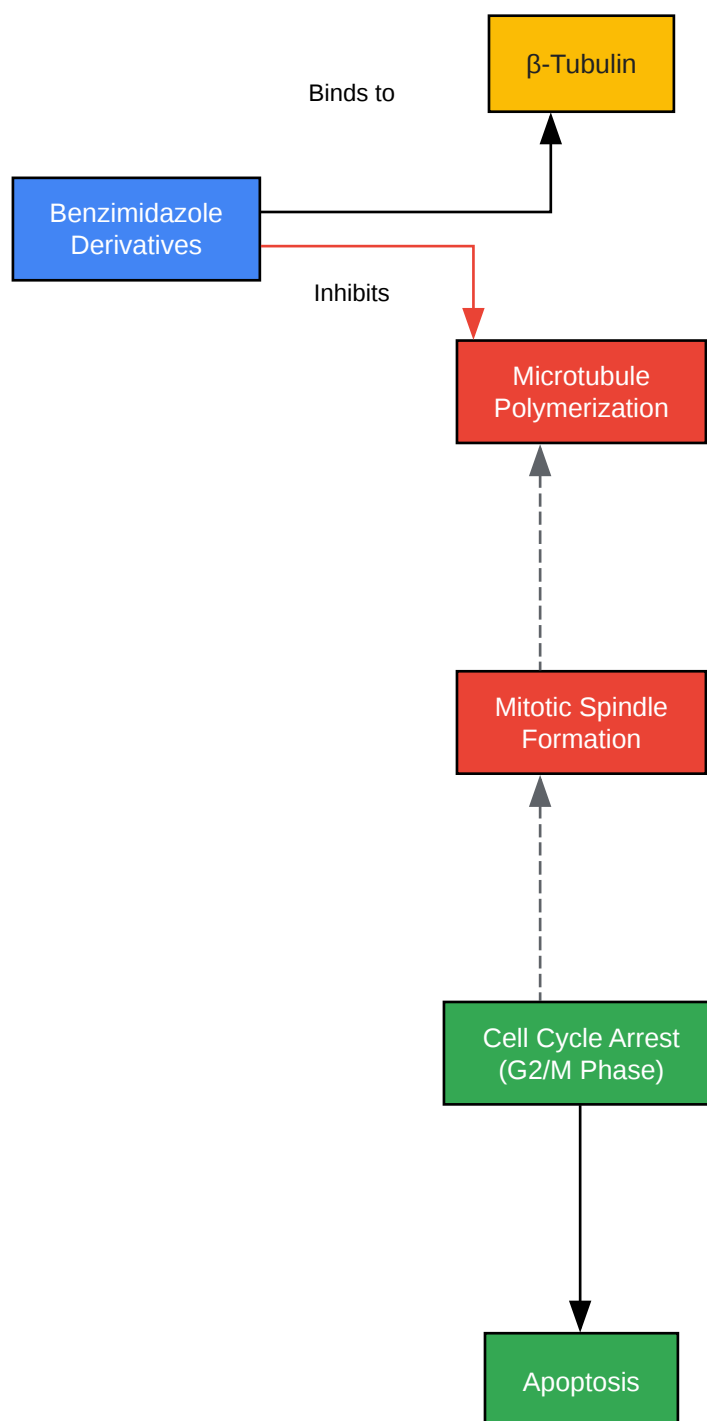 β-Tubulin
Binds to
Benzimidazole
Derivatives
Inhibits
Microtubule
Polymerization
Mitotic Spindle
Formation
Cell Cycle Arrest
(G2/M Phase)
Apoptosis